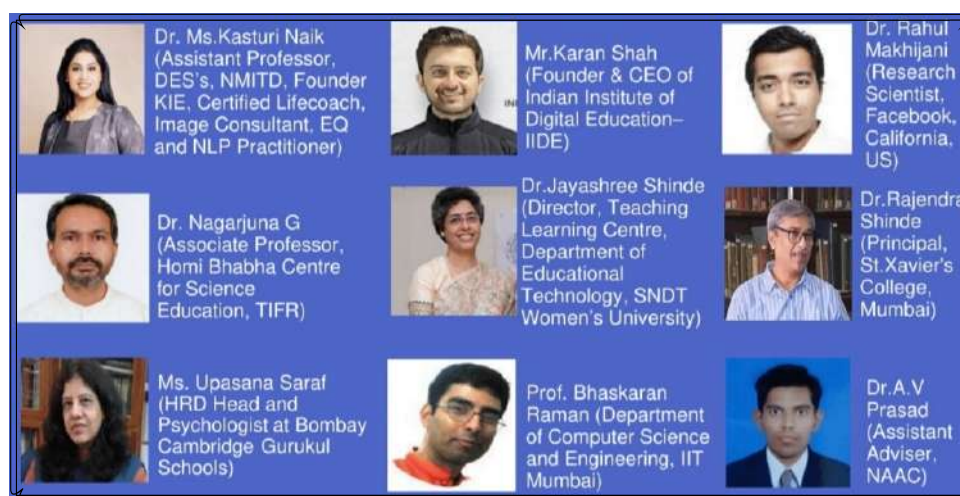 Dr. Ms.Kasturi Naik
(Assistant Professor,
DES's, NMITD, Founder
KIE, Certified Lifecoach,
Image Consultant, EQ
and NLP Practitioner)
Mr.Karan Shah
(Founder & CEO of
Indian Institute of
Digital Education–
IIDE)
Dr. Rahul
Makhijani
(Research
Scientist,
Facebook,
California,
US)
Dr. Nagarjuna G
(Associate Professor,
Homi Bhabha Centre
for Science
Education, TIFR)
Dr.Jayashree Shinde
(Director, Teaching
Learning Centre,
Department of
Educational
Technology, SNDT
Women's University)
Dr.Rajendra
Shinde
(Principal,
St.Xavier's
College,
Mumbai)
Ms. Upasana Saraf
(HRD Head and
Psychologist at Bombay
Cambridge Gurukul
Schools)
Prof. Bhaskaran
Raman (Department
of Computer Science
and Engineering, IIT
Mumbai)
Dr.A.V
Prasad
(Assistant
Adviser,
NAAC)